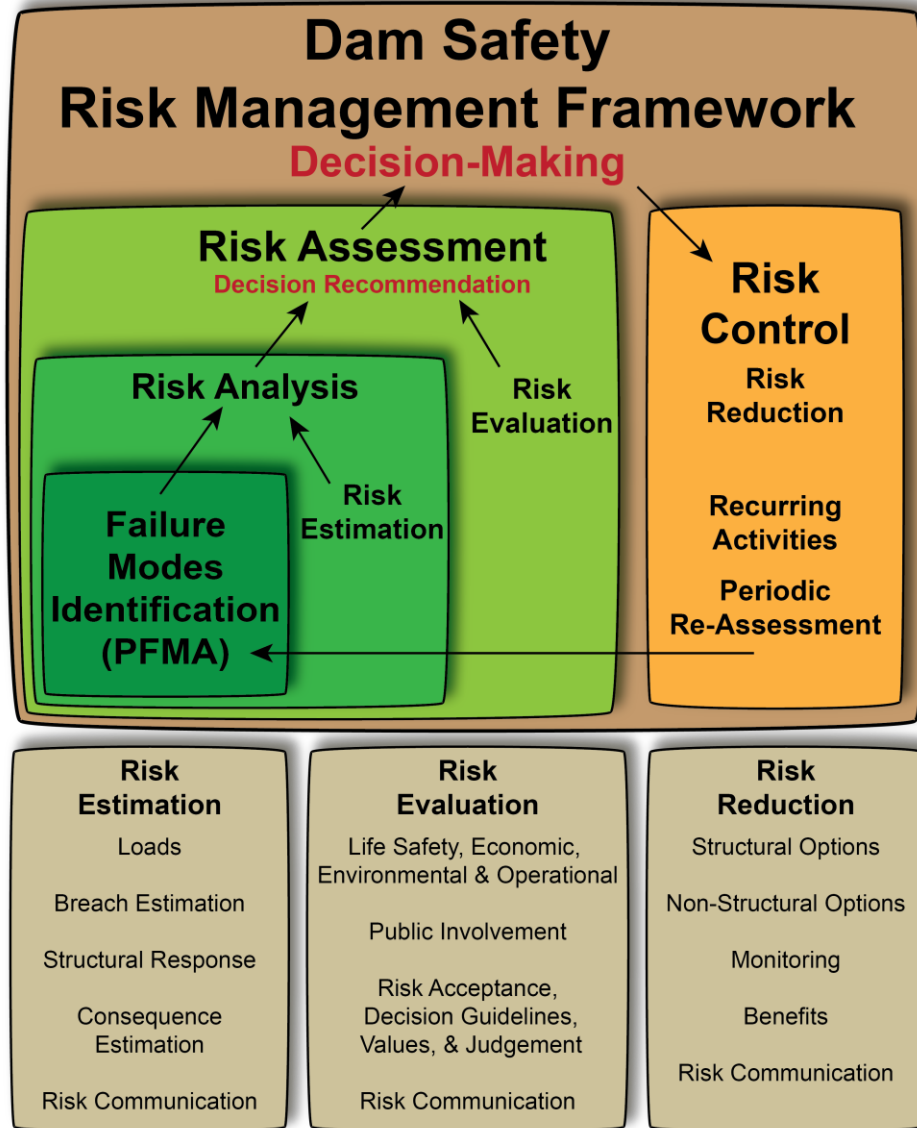 Dam Safety
Risk Management Framework
Decision-Making
Risk Assessment
Decision Recommendation
Risk Analysis
Risk
Evaluation
Risk
Estimation
Failure
Modes
Identification
(PFMA)
Risk
Control
Risk
Reduction
Recurring
Activities
Periodic
Re-Assessment
Risk
Estimation
Loads
Breach Estimation
Structural Response
Consequence
Estimation
Risk Communication
Risk
Evaluation
Life Safety, Economic,
Environmental & Operational
Public Involvement
Risk Acceptance,
Decision Guidelines,
Values, & Judgement
Risk Communication
Risk
Reduction
Structural Options
Non-Structural Options
Monitoring
Benefits
Risk Communication